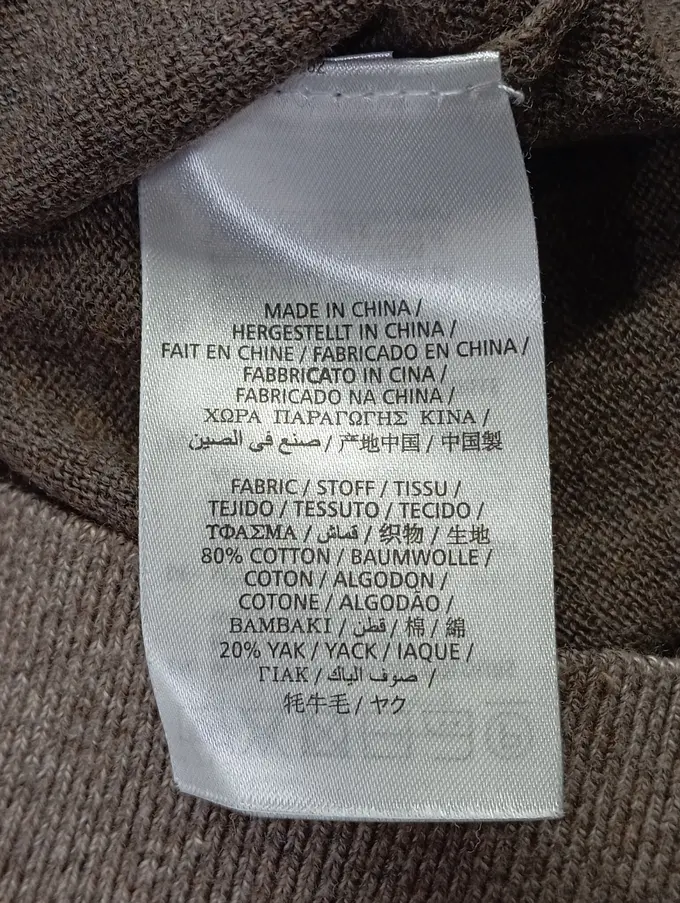 MADE IN CHINA /
HERGESTELLT IN CHINA /
FAIT EN CHINE / FABRICADO EN CHINA /
FABBRICATO IN CINA /
FABRICADO NA CHINA /
ΧΩΡΑ ΠΑΡΑΓΩΓΗΣ ΚΙΝΑ /
صنع في الصين / 产地中国 / 中国製
FABRIC / STOFF / TISSU /
TEJIDO / TESSUTO / TECIDO /
ΤΦΑΣΜΑ / قماش / 织物 / 生地
80% COTTON / BAUMWOLLE /
COTON / ALGODON /
COTONE / ALGODÃO /
ΒΑΜΒΑΚΙ / قطن / 棉 / 綿
20% YAK / YACK / IAQUE /
ΓΙΑΚ / صوف الياك /
牦牛毛 / ヤク